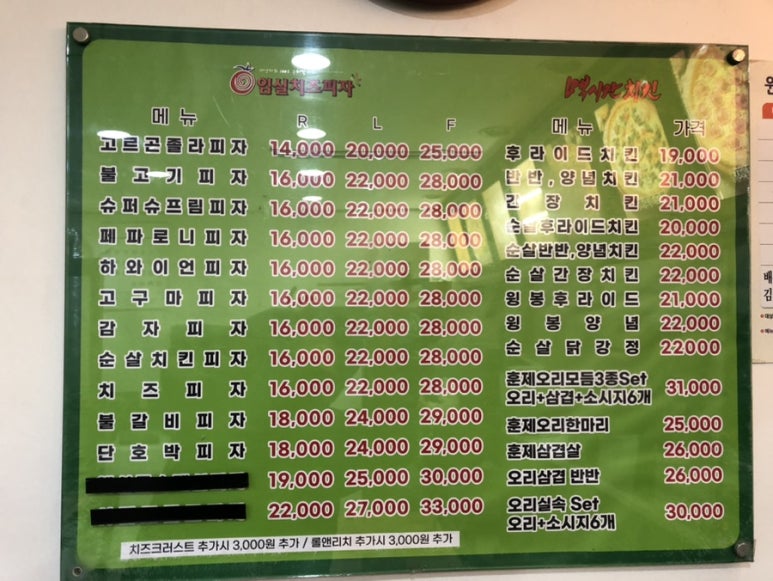 임실치즈피자
메뉴 R L F
고르곤졸라피자 14,000 20,000 25,000
불고기피자 16,000 22,000 28,000
슈퍼슈프림피자 16,000 22,000 28,000
페파로니피자 16,000 22,000 28,000
하와이언피자 16,000 22,000 28,000
고구마피자 16,000 22,000 28,000
감자피자 16,000 22,000 28,000
순살치킨피자 16,000 22,000 28,000
치즈피자 16,000 22,000 28,000
불갈비피자 18,000 24,000 29,000
단호박피자 18,000 24,000 29,000
19,000 25,000 30,000
22,000 27,000 33,000
치즈크러스트 추가시 3,000원 추가 / 롤앤리치 추가시 3,000원 추가
치킨
메뉴 가격
후라이드치킨 19,000
반반,양념치킨 21,000
간장치킨 21,000
순살후라이드치킨 20,000
순살반반,양념치킨 22,000
순살간장치킨 22,000
윙봉후라이드 21,000
윙봉양념 22,000
순살닭강정 22000
훈제오리모듬3종Set
오리+삼겹+소시지6개 31,000
훈제오리한마리 25,000
훈제삼겹살 26,000
오리삼겹 반반 26,000
오리실속 Set
오리+소시지6개 30,000